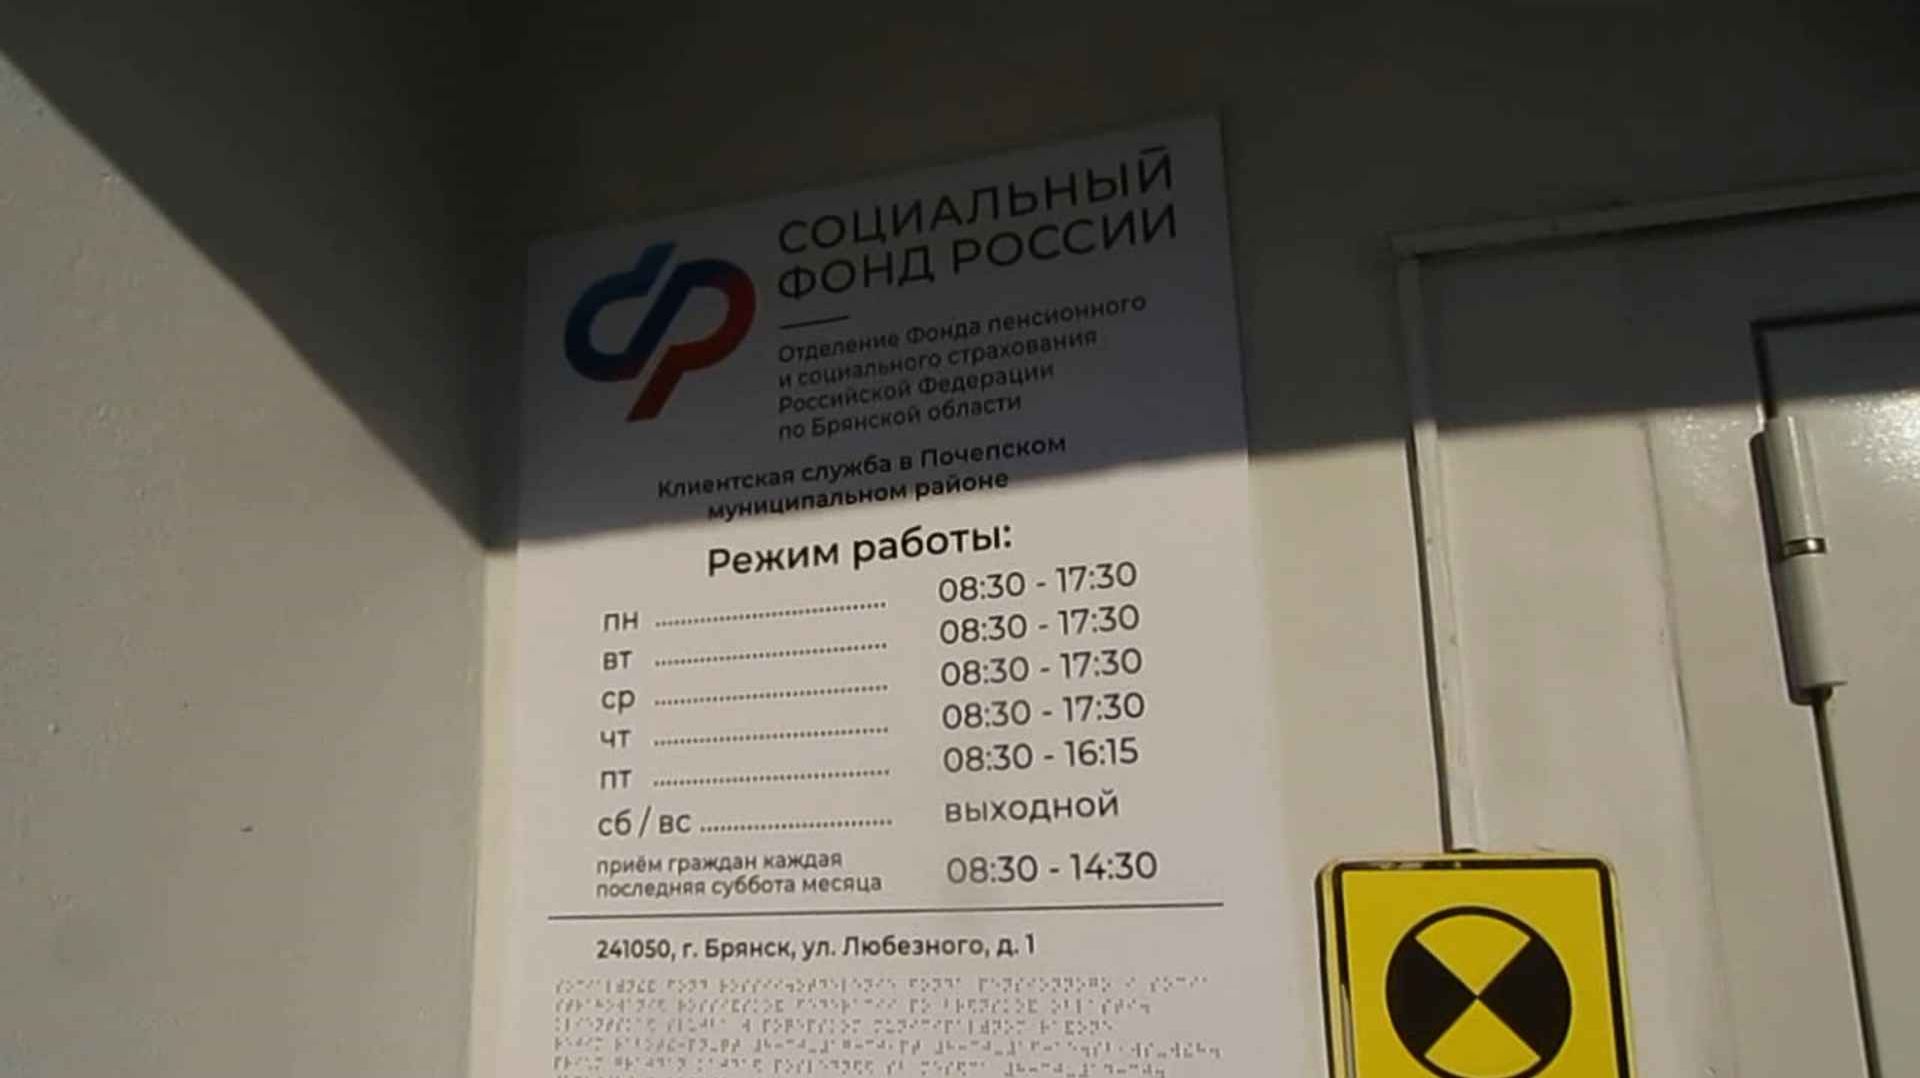 СОЦИАЛЬНЫЙ
ФОНД РОССИИ
Отделение Фонда пенсионного
и социального страхования
Российской Федерации
по Брянской области
Клиентская служба в Почепском
муниципальном районе
Режим работы:
пн .................... 08:30 - 17:30
вт .................... 08:30 - 17:30
ср .................... 08:30 - 17:30
чт .................... 08:30 - 17:30
пт .................... 08:30 - 16:15
сб / вс .................... выходной
приём граждан каждая
последняя суббота месяца 08:30 - 14:30
241050, г. Брянск, ул. Любезного, д. 1